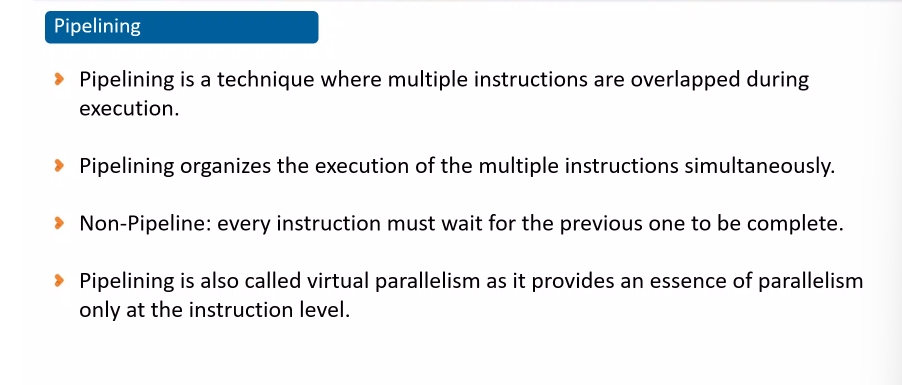 Pipelining
Pipelining is a technique where multiple instructions are overlapped during
execution.
Pipelining organizes the execution of the multiple instructions simultaneously.
Non-Pipeline: every instruction must wait for the previous one to be complete.
Pipelining is also called virtual parallelism as it provides an essence of parallelism
only at the instruction level.